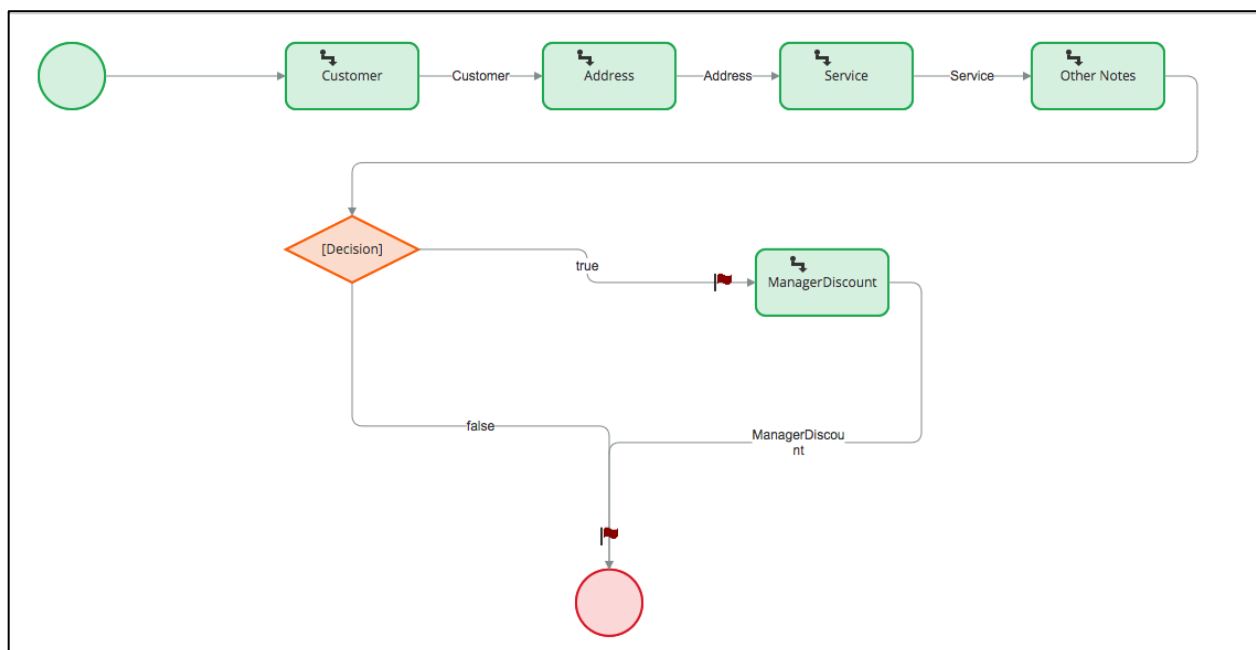 Customer
Customer
Address
Address
Service
Service
Other Notes
[Decision]
true
ManagerDiscount
false
ManagerDiscou
nt